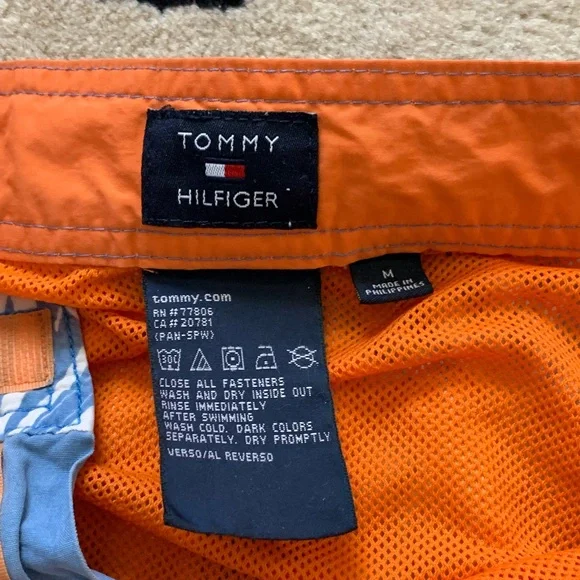 TOMMY
HILFIGER
M
MADE IN
PHILIPPINES
tommy.com
RN #77806
CA #20781
(PAN-SPW)
30C
CLOSE ALL FASTENERS
WASH AND DRY INSIDE OUT
RINSE IMMEDIATELY
AFTER SWIMMING
WASH COLD. DARK COLORS
SEPARATELY. DRY PROMPTLY
VERSO/AL REVERSO